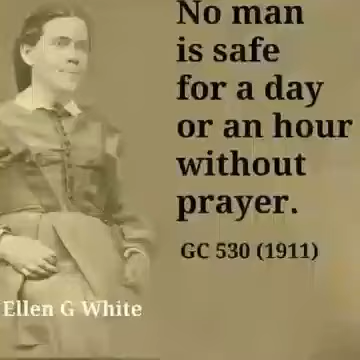 No man
is safe
for a day
or an hour
without
prayer.
GC 530 (1911)
Ellen G White